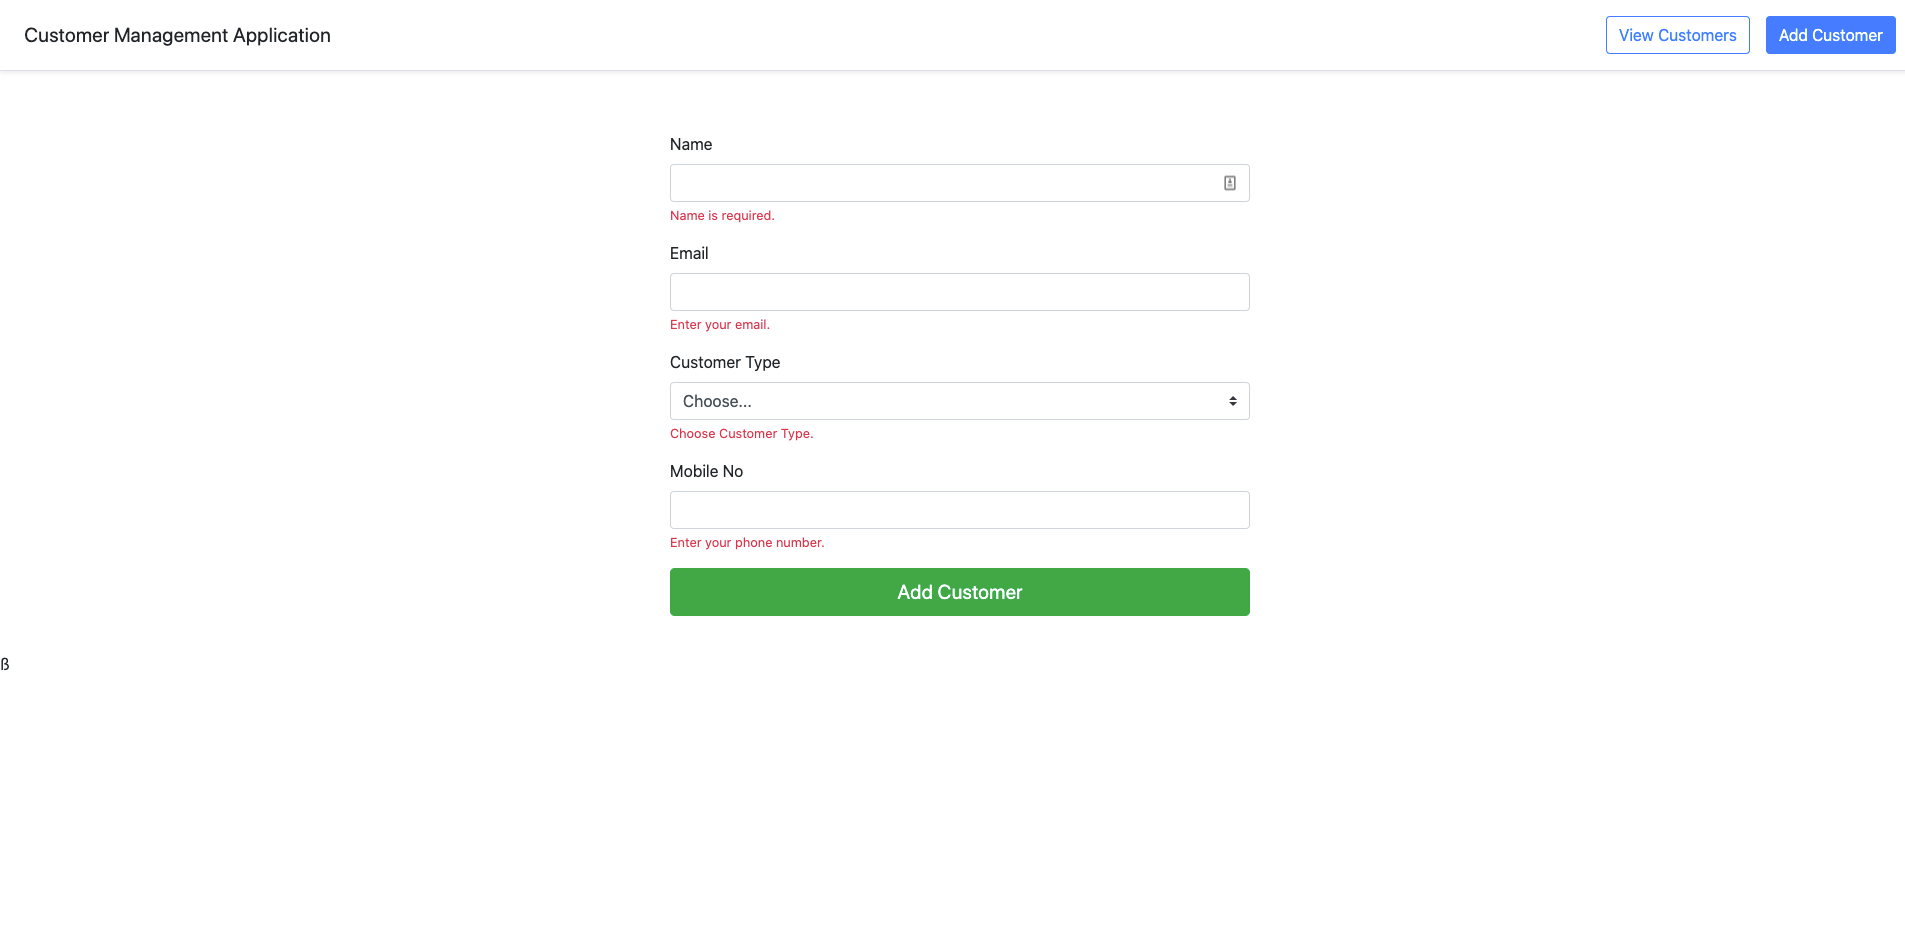 Customer Management Application
View Customers
Add Customer
Name
Name is required.
Email
Enter your email.
Customer Type
Choose...
Choose Customer Type.
Mobile No
Enter your phone number.
Add Customer
ß